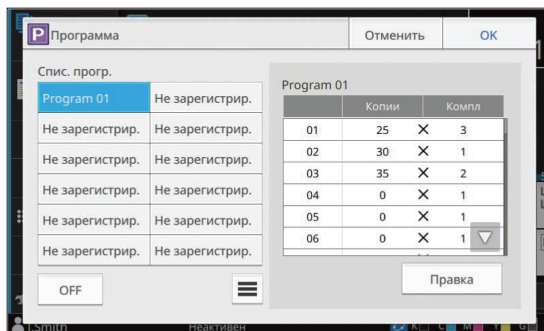 P Программа Отменить OK
Спис. прогр.
Program 01
Program 01 Не зарегистрир.
Копии Компл
Не зарегистрир. Не зарегистрир.
01 25 × 3
Не зарегистрир. Не зарегистрир.
02 30 × 1
Не зарегистрир. Не зарегистрир.
03 35 × 2
04 0 × 1
Не зарегистрир. Не зарегистрир.
05 0 × 1
Не зарегистрир. Не зарегистрир.
06 0 × 1
OFF
Правка
I.Smith Неактивен K C M Y G